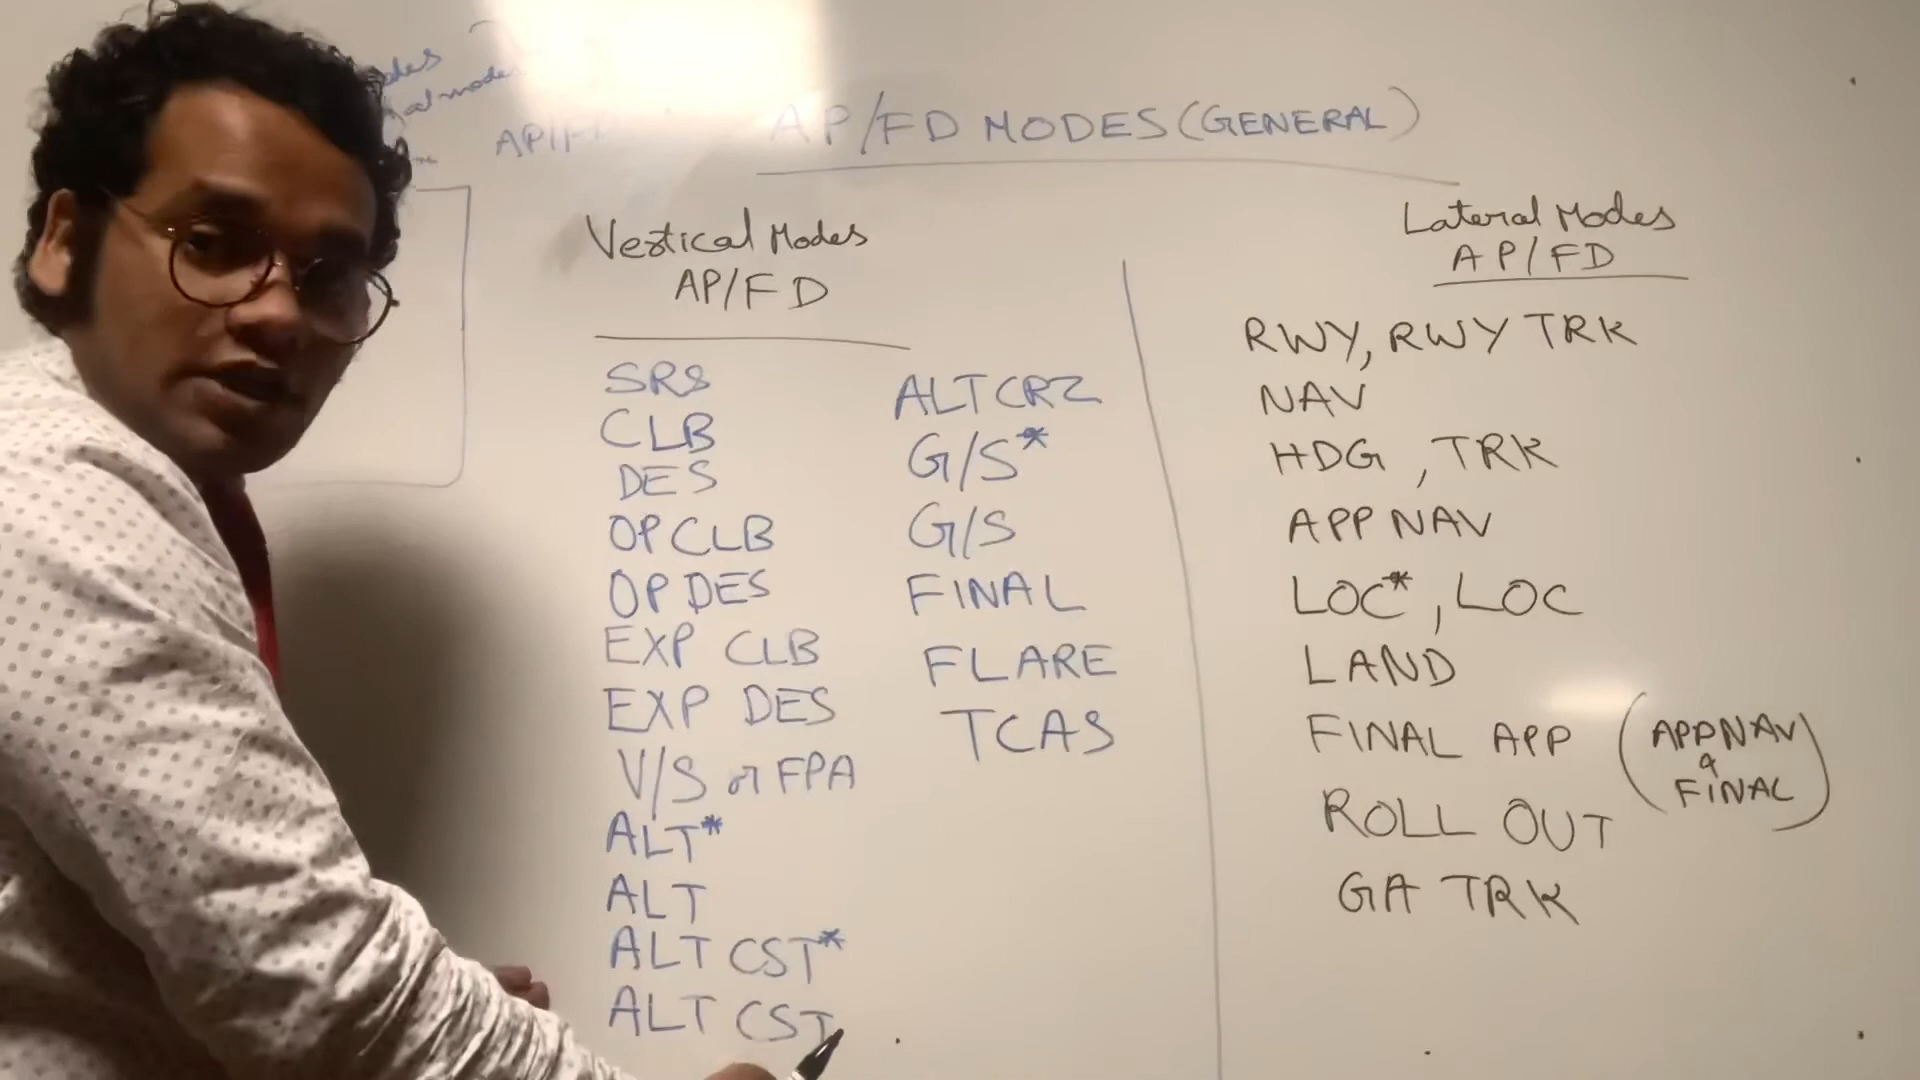 AP/FD MODES (GENERAL)
Vertical Modes
AP/FD
SRS
CLB
DES
OP CLB
OP DES
EXP CLB
EXP DES
V/S or FPA
ALT*
ALT
ALT CST*
ALT CST
ALT CRZ
G/S*
G/S
FINAL
FLARE
TCAS
Lateral Modes
AP/FD
RWY, RWY TRK
NAV
HDG, TRK
APP NAV
LOC*, LOC
LAND
FINAL APP (APPNAV
&
FINAL)
ROLL OUT
GA TRK